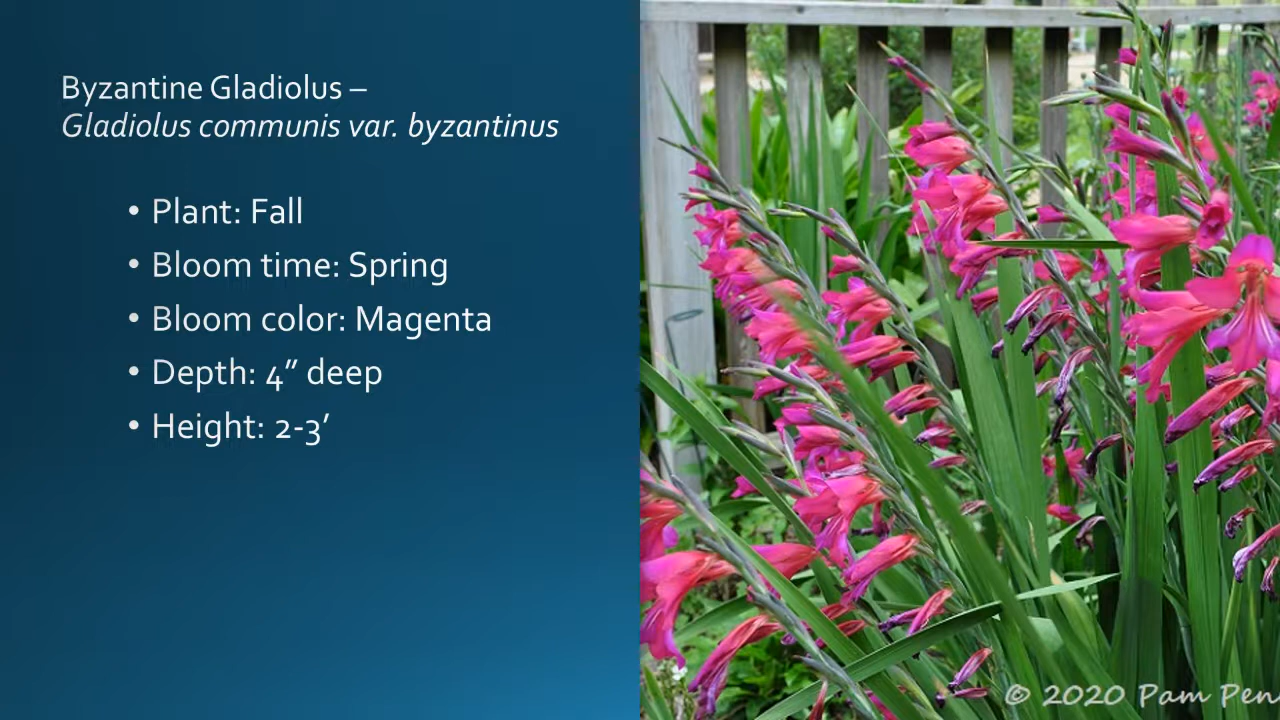 Byzantine Gladiolus –
Gladiolus communis var. byzantinus
• Plant: Fall
• Bloom time: Spring
• Bloom color: Magenta
• Depth: 4” deep
• Height: 2-3’
© 2020 Pam Pen